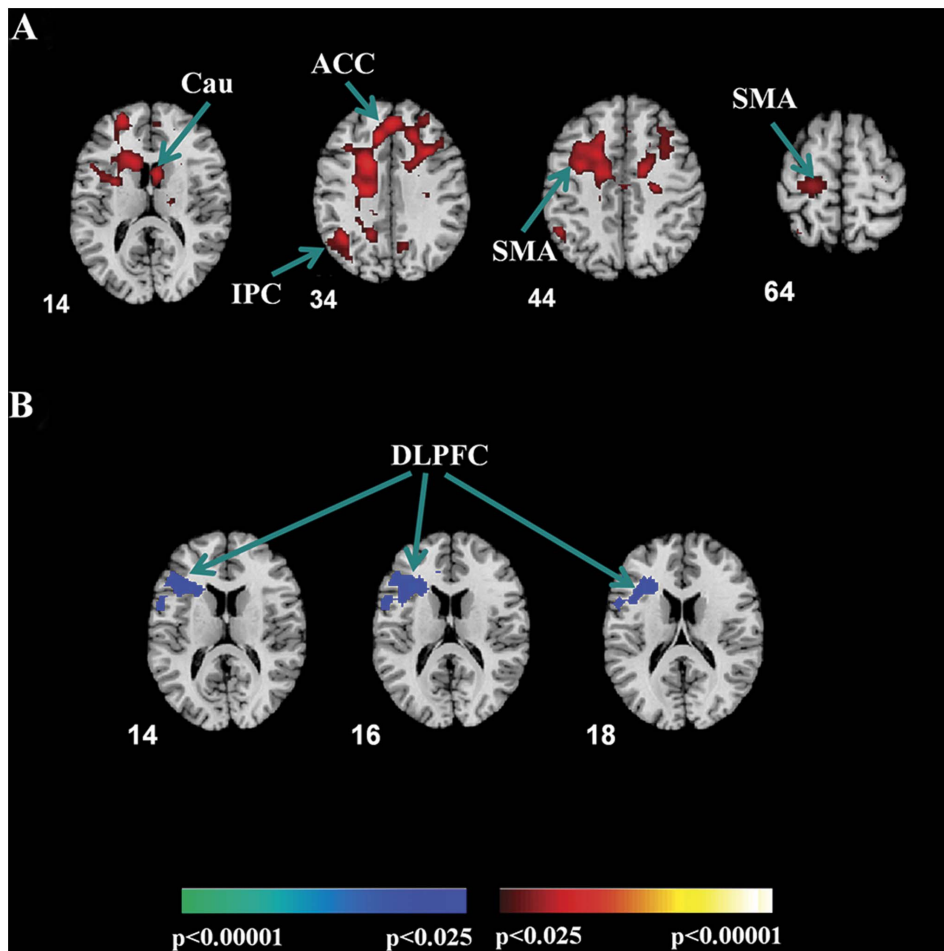 A
Cau
ACC
SMA
IPC
SMA
14
34
44
64
B
DLPFC
14
16
18
p<0.00001
p<0.025
p<0.025
p<0.00001